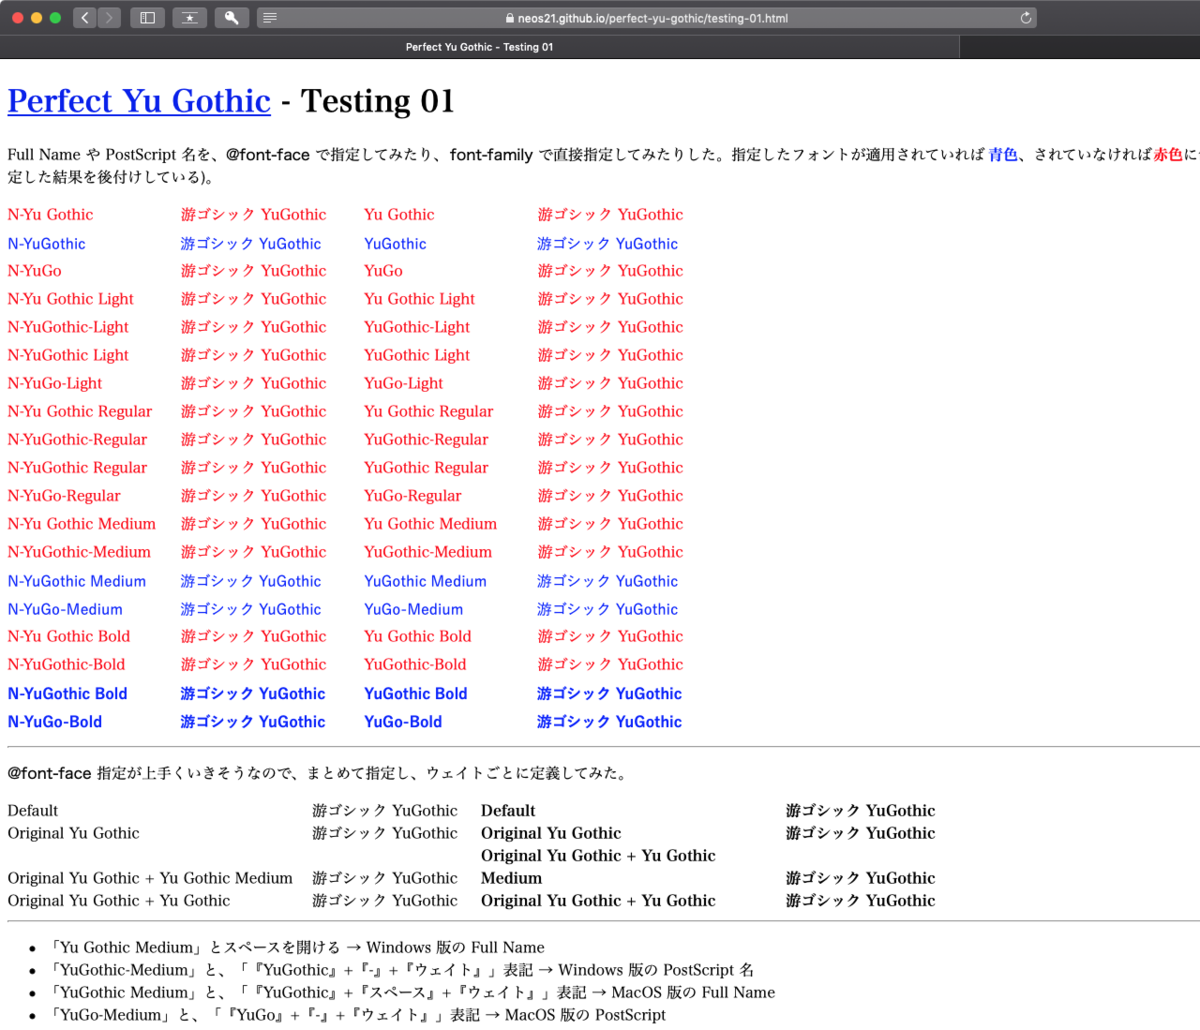 neos21.github.io/perfect-yu-gothic/testing-01.html
Perfect Yu Gothic - Testing 01
Perfect Yu Gothic - Testing 01
Full Name や PostScript 名を、@font-face で指定してみたり、font-family で直接指定してみたりした。指定したフォントが適用されていれば 青色、されていなければ 赤色に
定した結果を後付けしている)。
N-Yu Gothic 游ゴシック YuGothic Yu Gothic 游ゴシック YuGothic
N-YuGothic 游ゴシック YuGothic YuGothic 游ゴシック YuGothic
N-YuGo 游ゴシック YuGothic YuGo 游ゴシック YuGothic
N-Yu Gothic Light 游ゴシック YuGothic Yu Gothic Light 游ゴシック YuGothic
N-YuGothic-Light 游ゴシック YuGothic YuGothic-Light 游ゴシック YuGothic
N-YuGothic Light 游ゴシック YuGothic YuGothic Light 游ゴシック YuGothic
N-YuGo-Light 游ゴシック YuGothic YuGo-Light 游ゴシック YuGothic
N-Yu Gothic Regular 游ゴシック YuGothic Yu Gothic Regular 游ゴシック YuGothic
N-YuGothic-Regular 游ゴシック YuGothic YuGothic-Regular 游ゴシック YuGothic
N-YuGothic Regular 游ゴシック YuGothic YuGothic Regular 游ゴシック YuGothic
N-YuGo-Regular 游ゴシック YuGothic YuGo-Regular 游ゴシック YuGothic
N-Yu Gothic Medium 游ゴシック YuGothic Yu Gothic Medium 游ゴシック YuGothic
N-YuGothic-Medium 游ゴシック YuGothic YuGothic-Medium 游ゴシック YuGothic
N-YuGothic Medium 游ゴシック YuGothic YuGothic Medium 游ゴシック YuGothic
N-YuGo-Medium 游ゴシック YuGothic YuGo-Medium 游ゴシック YuGothic
N-Yu Gothic Bold 游ゴシック YuGothic Yu Gothic Bold 游ゴシック YuGothic
N-YuGothic-Bold 游ゴシック YuGothic YuGothic-Bold 游ゴシック YuGothic
N-YuGothic Bold 游ゴシック YuGothic YuGothic Bold 游ゴシック YuGothic
N-YuGo-Bold 游ゴシック YuGothic YuGo-Bold 游ゴシック YuGothic
@font-face 指定が上手くいきそうなので、まとめて指定し、ウェイトごとに定義してみた。
Default 游ゴシック YuGothic Default 游ゴシック YuGothic
Original Yu Gothic 游ゴシック YuGothic Original Yu Gothic 游ゴシック YuGothic
Original Yu Gothic + Yu Gothic
Original Yu Gothic + Yu Gothic Medium 游ゴシック YuGothic Medium 游ゴシック YuGothic
Original Yu Gothic + Yu Gothic 游ゴシック YuGothic Original Yu Gothic + Yu Gothic 游ゴシック YuGothic
• 「Yu Gothic Medium」とスペースを開ける → Windows 版の Full Name
• 「YuGothic-Medium」と、「『YuGothic』+『-』+『ウェイト』」表記 → Windows 版の PostScript 名
• 「YuGothic Medium」と、「『YuGothic』+『スペース』+『ウェイト』」表記 → MacOS 版の Full Name
• 「YuGo-Medium」と、「『YuGo』+『-』+『ウェイト』」表記 → MacOS 版の PostScript